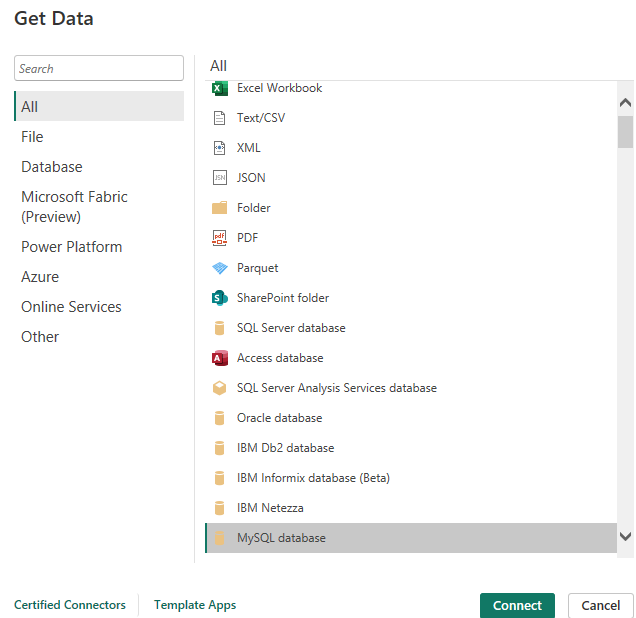 Get Data
Search
All
File
Database
Microsoft Fabric
(Preview)
Power Platform
Azure
Online Services
Other
All
Excel Workbook
Text/CSV
XML
JSON
Folder
PDF
Parquet
SharePoint folder
SQL Server database
Access database
SQL Server Analysis Services database
Oracle database
IBM Db2 database
IBM Informix database (Beta)
IBM Netezza
MySQL database
Certified Connectors
Template Apps
Connect
Cancel